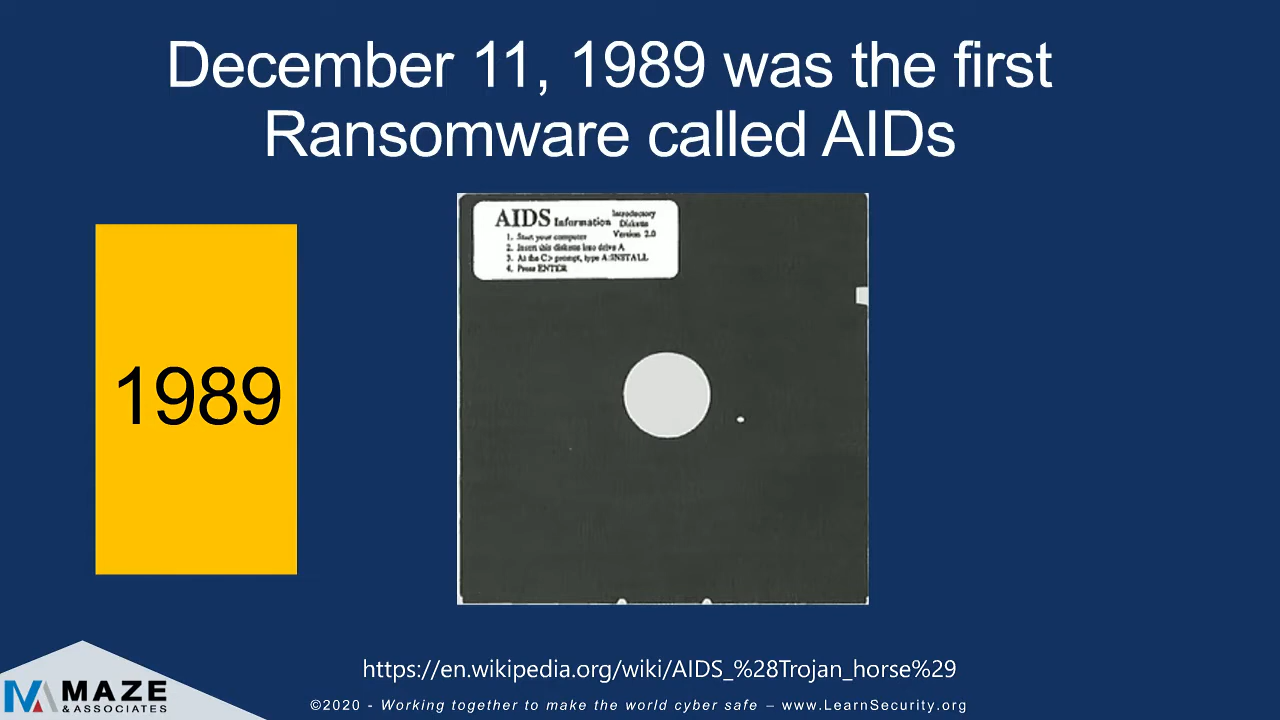 December 11, 1989 was the first
Ransomware called AIDs
AIDS Information Introductory
Diskette
Version 2.0
1. Start your computer
2. Insert this diskette into drive A
3. At the C> prompt, type A:INSTALL
4. Press ENTER
1989
https://en.wikipedia.org/wiki/AIDS_%28Trojan_horse%29
MAZE
& ASSOCIATES
©2020 - Working together to make the world cyber safe – www.LearnSecurity.org